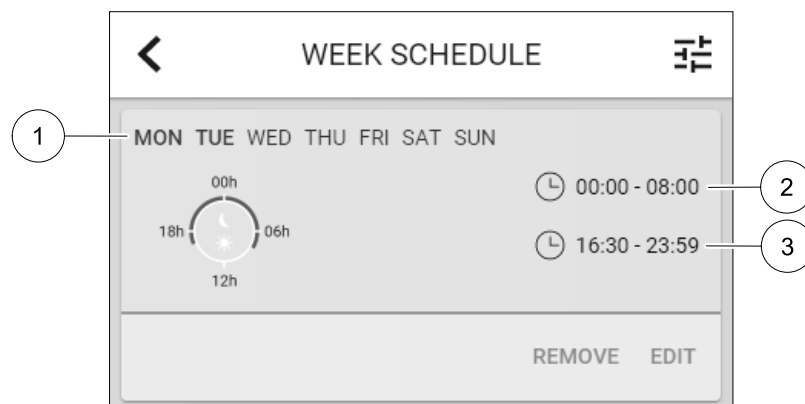 WEEK SCHEDULE
1
MON TUE WED THU FRI SAT SUN
00h
18h
06h
12h
00:00 - 08:00
2
16:30 - 23:59
3
REMOVE EDIT